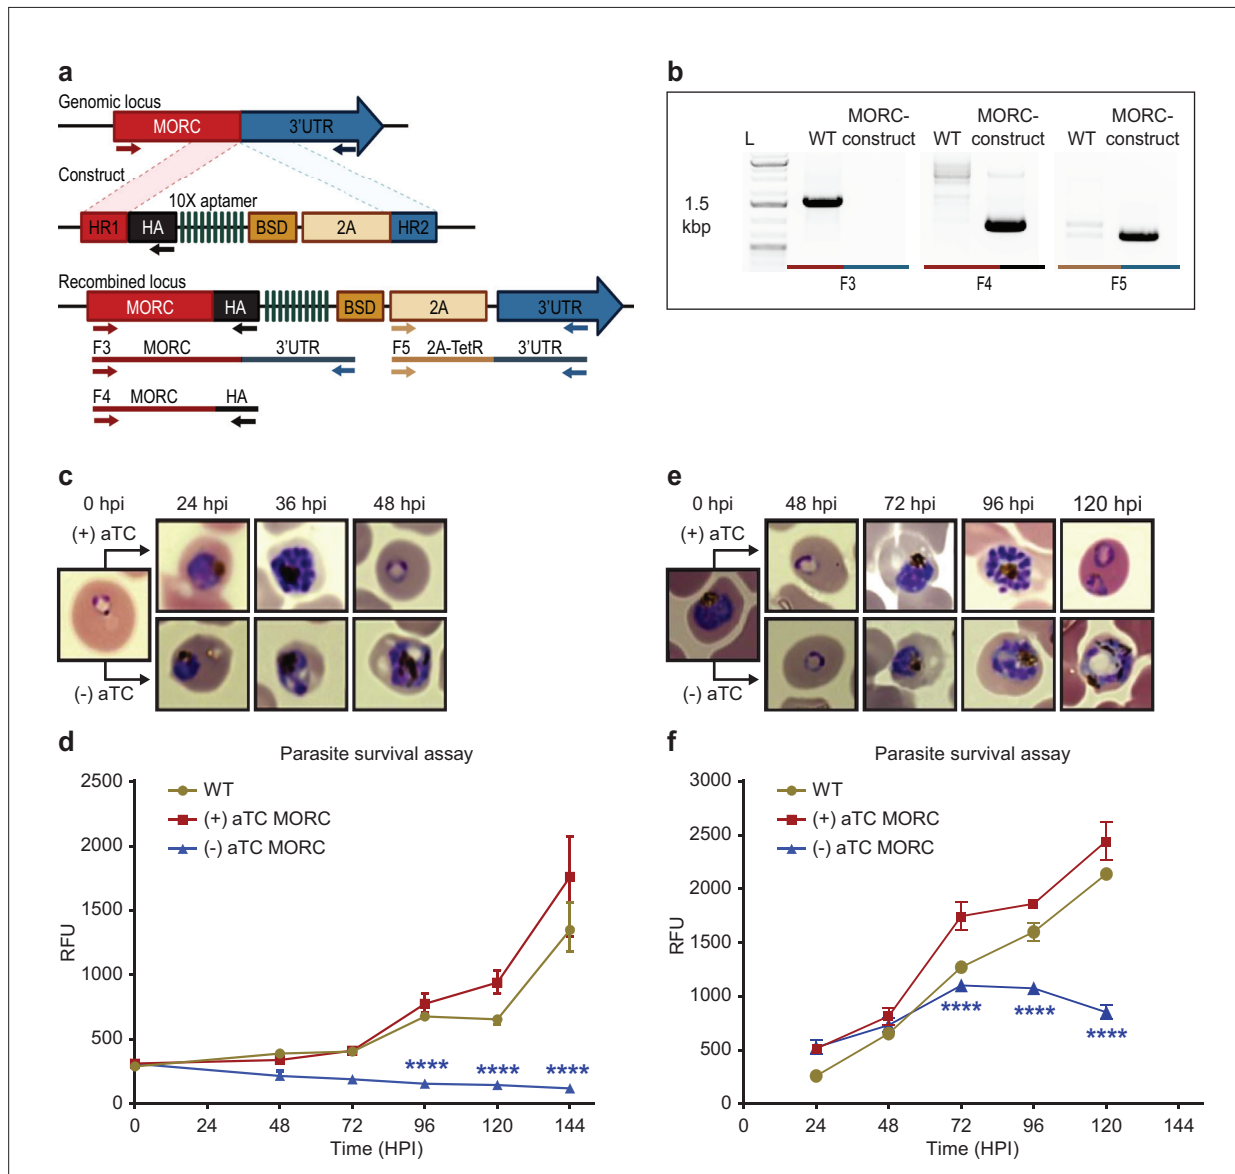 a
Genomic locus
MORC 3'UTR
Construct
10X aptamer
HR1 HA BSD 2A HR2
Recombined locus
MORC HA BSD 2A 3'UTR
F3 MORC 3'UTR F5 2A-TetR 3'UTR
F4 MORC HA
b
L WT MORC-construct WT MORC-construct WT MORC-construct
1.5
kbp
F3 F4 F5
c
0 hpi 24 hpi 36 hpi 48 hpi
(+) aTC
(-) aTC
e
0 hpi 48 hpi 72 hpi 96 hpi 120 hpi
(+) aTC
(-) aTC
d
Parasite survival assay
2500
2000
1500
1000
500
0
RFU
WT
(+) aTC MORC
(-) aTC MORC
**** **** ****
0 24 48 72 96 120 144
Time (HPI)
f
Parasite survival assay
3000
2500
2000
1500
1000
500
0
RFU
WT
(+) aTC MORC
(-) aTC MORC
**** **** ****
0 24 48 72 96 120 144
Time (HPI)